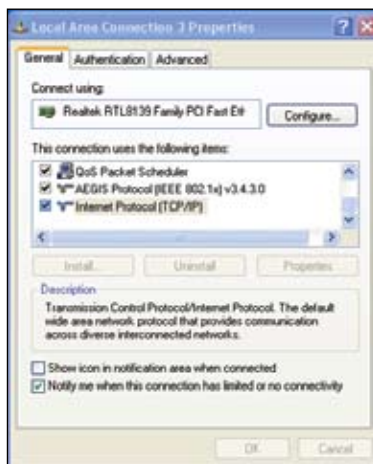 Local Area Connection 3 Properties
General Authentication Advanced
Connect using:
Realtek RTL8139 Family PCI Fast Eth
Configure...
This connection uses the following items:
QoS Packet Scheduler
AEGIS Protocol (IEEE 802.1x) v3.4.3.0
Internet Protocol (TCP/IP)
Install... Uninstall Properties
Description
Transmission Control Protocol/Internet Protocol. The default
wide area network protocol that provides communication
across diverse interconnected networks.
Show icon in notification area when connected
Notify me when this connection has limited or no connectivity
OK Cancel